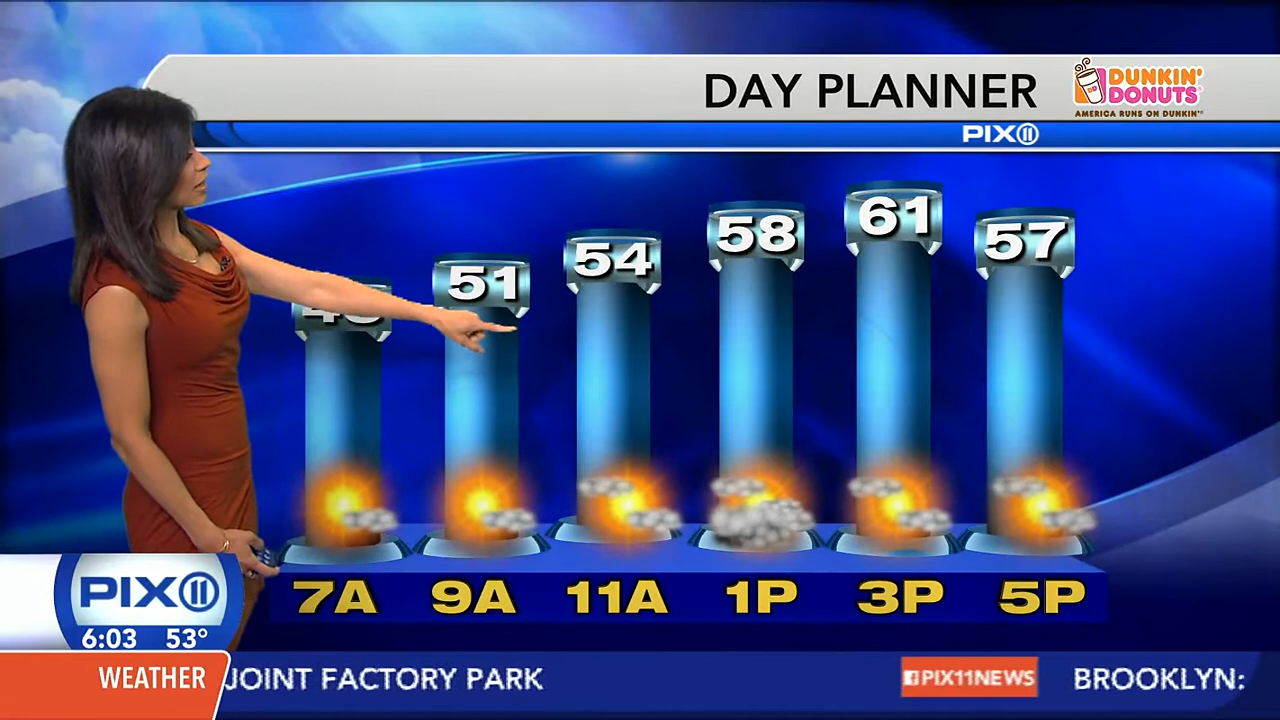 DAY PLANNER
DUNKIN' DONUTS
AMERICA RUNS ON DUNKIN'
PIX11
51 54 58 61 57
7A 9A 11A 1P 3P 5P
PIX11
6:03 53°
WEATHER
JOINT FACTORY PARK
PIX11NEWS
BROOKLYN: